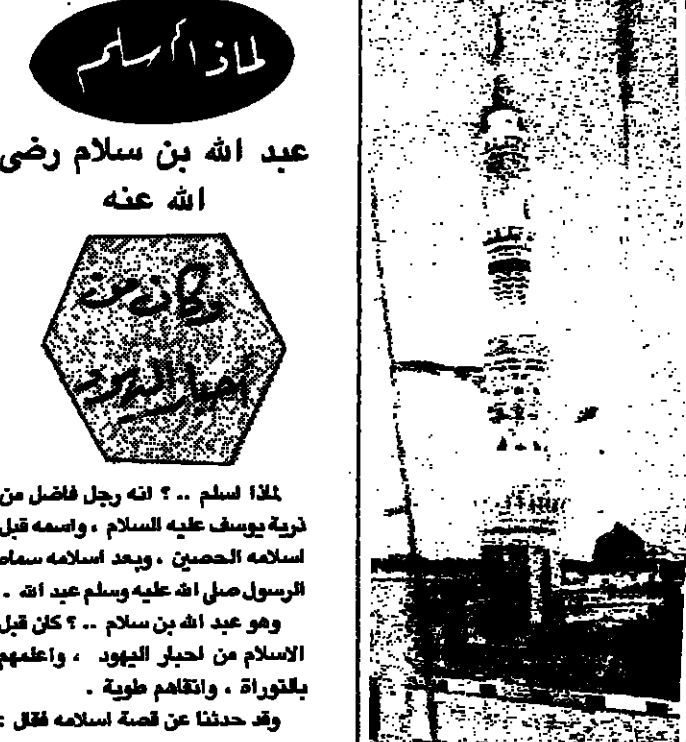 لماذا أسلم
عبد الله بن سلام رضى
الله عنه
وكان من
أحبار اليهود
لماذا اسلم .. ؟ انه رجل فاضل من
ذرية يوسف عليه السلام ، واسمه قبل
اسلامه الحصين ، وبعد اسلامه سماه
الرسول صلى الله عليه وسلم عبد الله .
وهو عبد الله بن سلام .. ؟ كان قبل
الاسلام من احبار اليهود ، واعلمهم
بالتوراة ، وانقاهم طوية .
وقد حدثنا عن قصة اسلامه فقال :